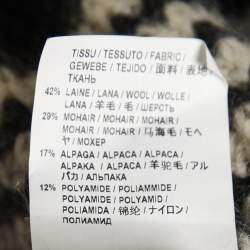 TISSU / TESSUTO / FABRIC /
GEWEBE / TEJIDO / 面料 / 表地
ТКАНЬ
42% LAINE / LANA / WOOL / WOLLE /
LANA / 羊毛 / 毛 / ШЕРСТЬ
29% MOHAIR / MOHAIR / MOHAIR /
MOHAIR / MOHAIR / 马海毛 / モヘ
ヤ / МОХЕР
17% ALPAGA / ALPACA / ALPACA /
ALPAKA / ALPACA / 羊驼毛 / アル
パカ / АЛЬПАКА
12% POLYAMIDE / POLIAMMIDE /
POLYAMIDE / POLYAMID /
POLIAMIDA / 锦纶 / ナイロン /
ПОЛИАМИД